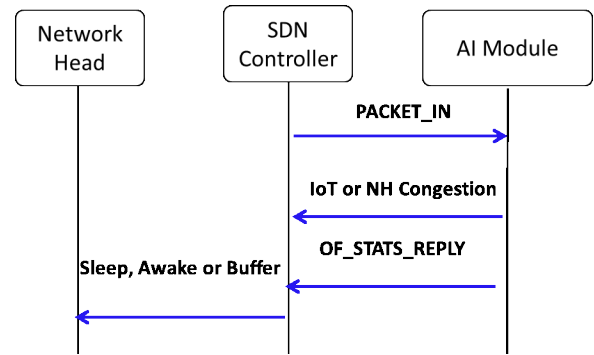 Network
Head
SDN
Controller
AI Module
PACKET_IN
IoT or NH Congestion
OF_STATS_REPLY
Sleep, Awake or Buffer